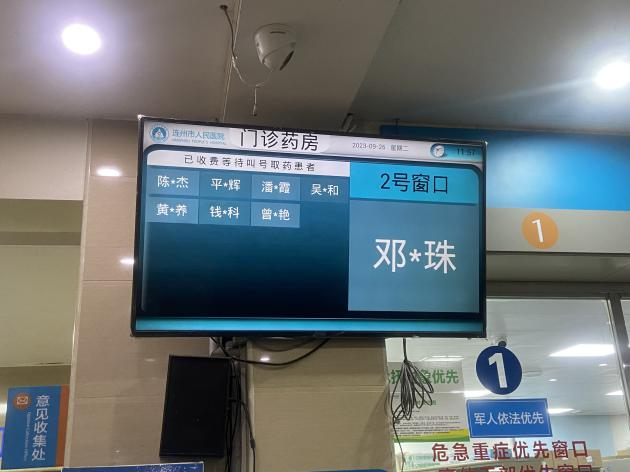 连州市人民医院
门诊药房
2023-09-26 星期二
11:57
已收费等待叫号取药患者
陈*杰 平*辉 潘*霞 吴*和
黄*养 钱*科 曾*艳
2号窗口
邓*珠
1
意见收集处
1
军人依法优先
危急重症优先窗口